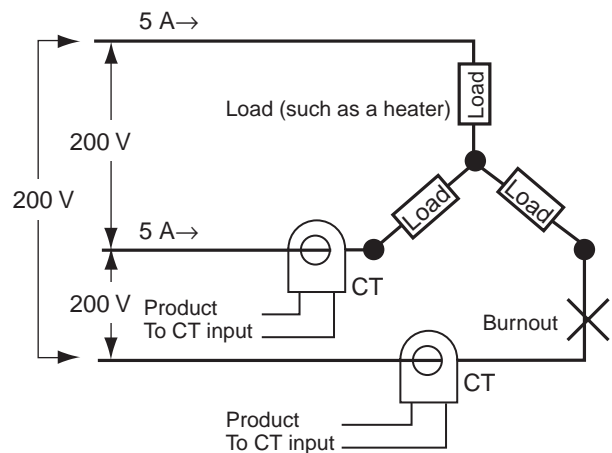 5 A→
Load
Load (such as a heater)
200 V
200 V
Load
Load
5 A→
CT
200 V
Product
To CT input
Burnout
CT
Product
To CT input